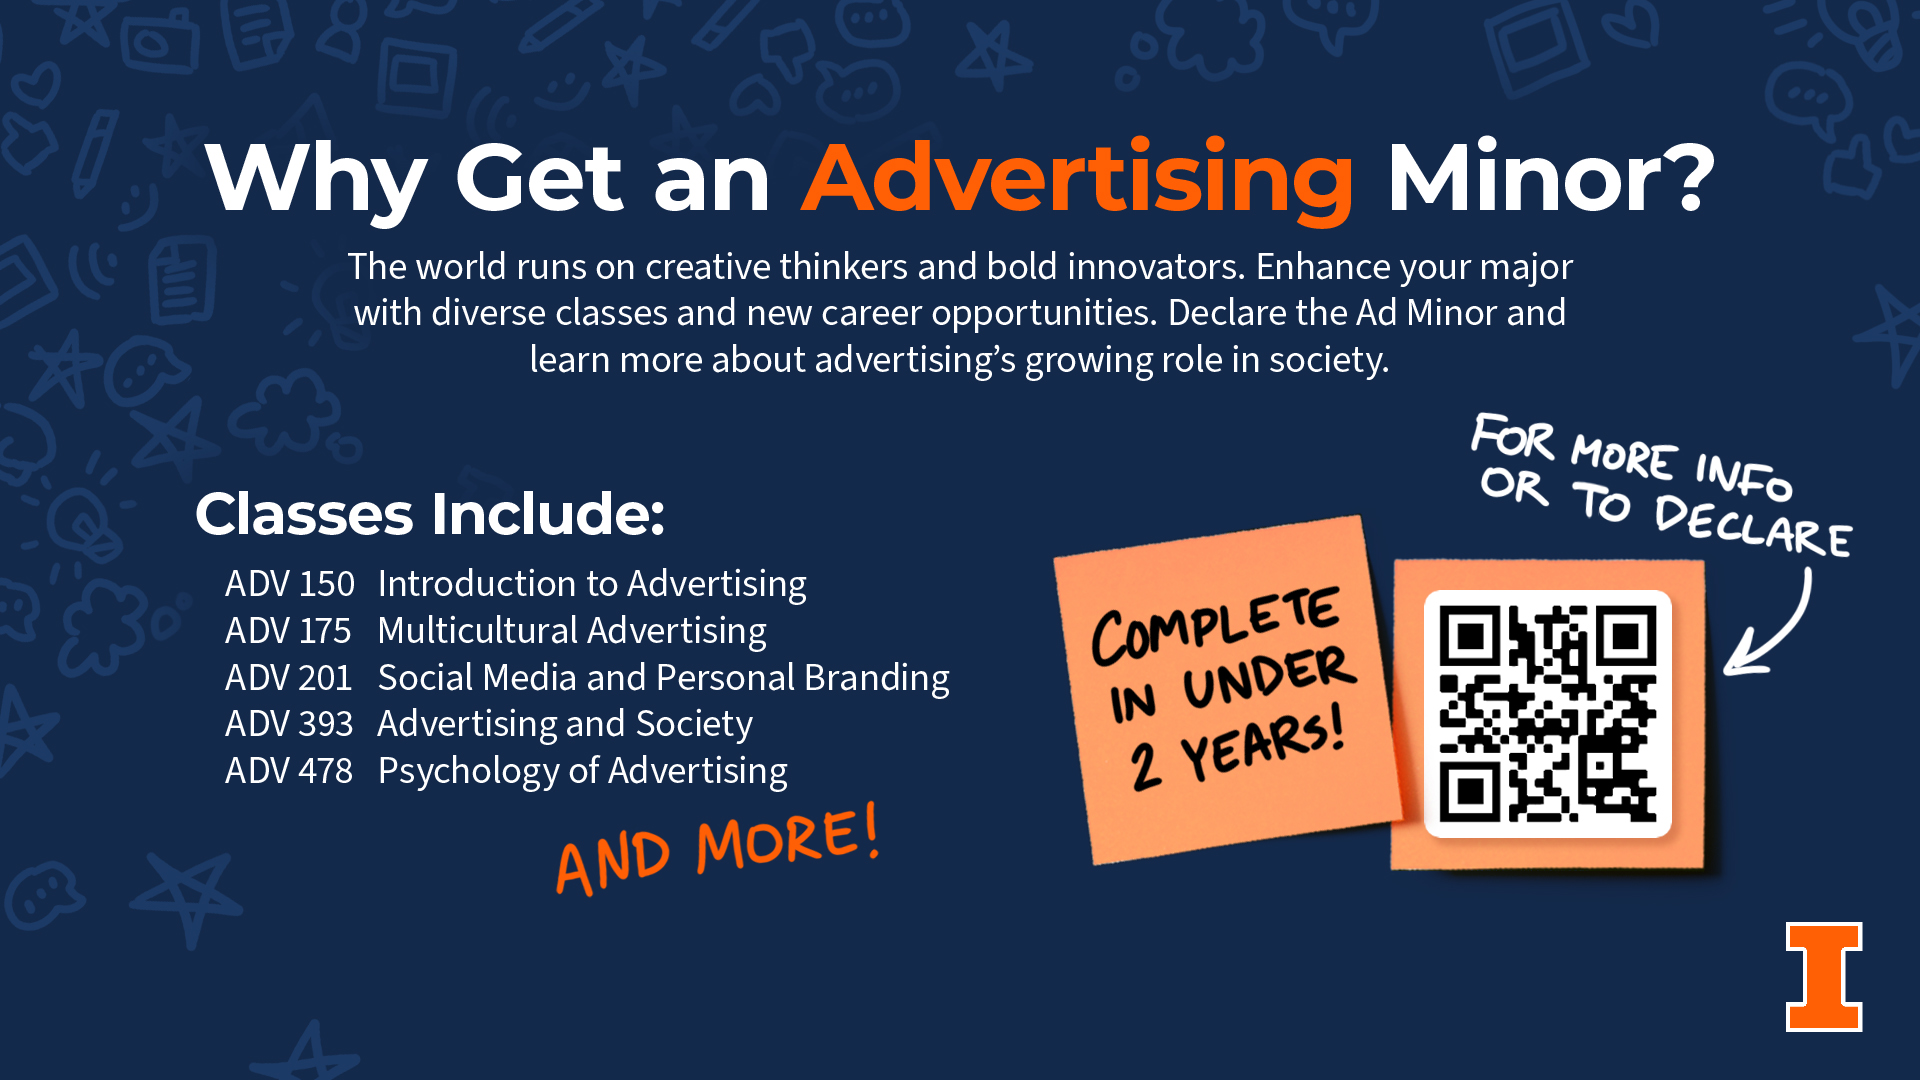 Why Get an Advertising Minor?
The world runs on creative thinkers and bold innovators. Enhance your major
with diverse classes and new career opportunities. Declare the Ad Minor and
learn more about advertising’s growing role in society.
FOR MORE INFO
OR TO DECLARE
Classes Include:
ADV 150 Introduction to Advertising
ADV 175 Multicultural Advertising
ADV 201 Social Media and Personal Branding
ADV 393 Advertising and Society
ADV 478 Psychology of Advertising
AND MORE!
COMPLETE
IN UNDER
2 YEARS!
I